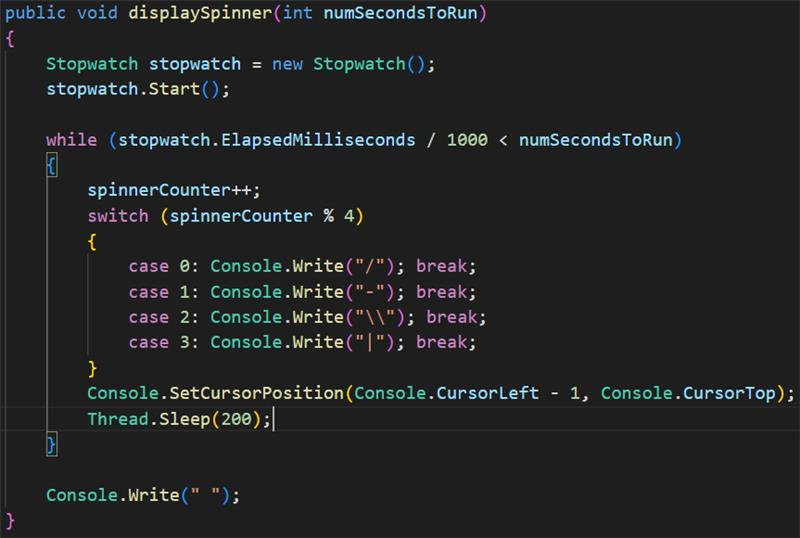 public void displaySpinner(int numSecondsToRun)
{
    Stopwatch stopwatch = new Stopwatch();
    stopwatch.Start();

    while (stopwatch.ElapsedMilliseconds / 1000 < numSecondsToRun)
    {
        spinnerCounter++;
        switch (spinnerCounter % 4)
        {
            case 0: Console.Write("/"); break;
            case 1: Console.Write("-"); break;
            case 2: Console.Write("\\"); break;
            case 3: Console.Write("|"); break;
        }
        Console.SetCursorPosition(Console.CursorLeft - 1, Console.CursorTop);
        Thread.Sleep(200);
    }

    Console.Write(" ");
}